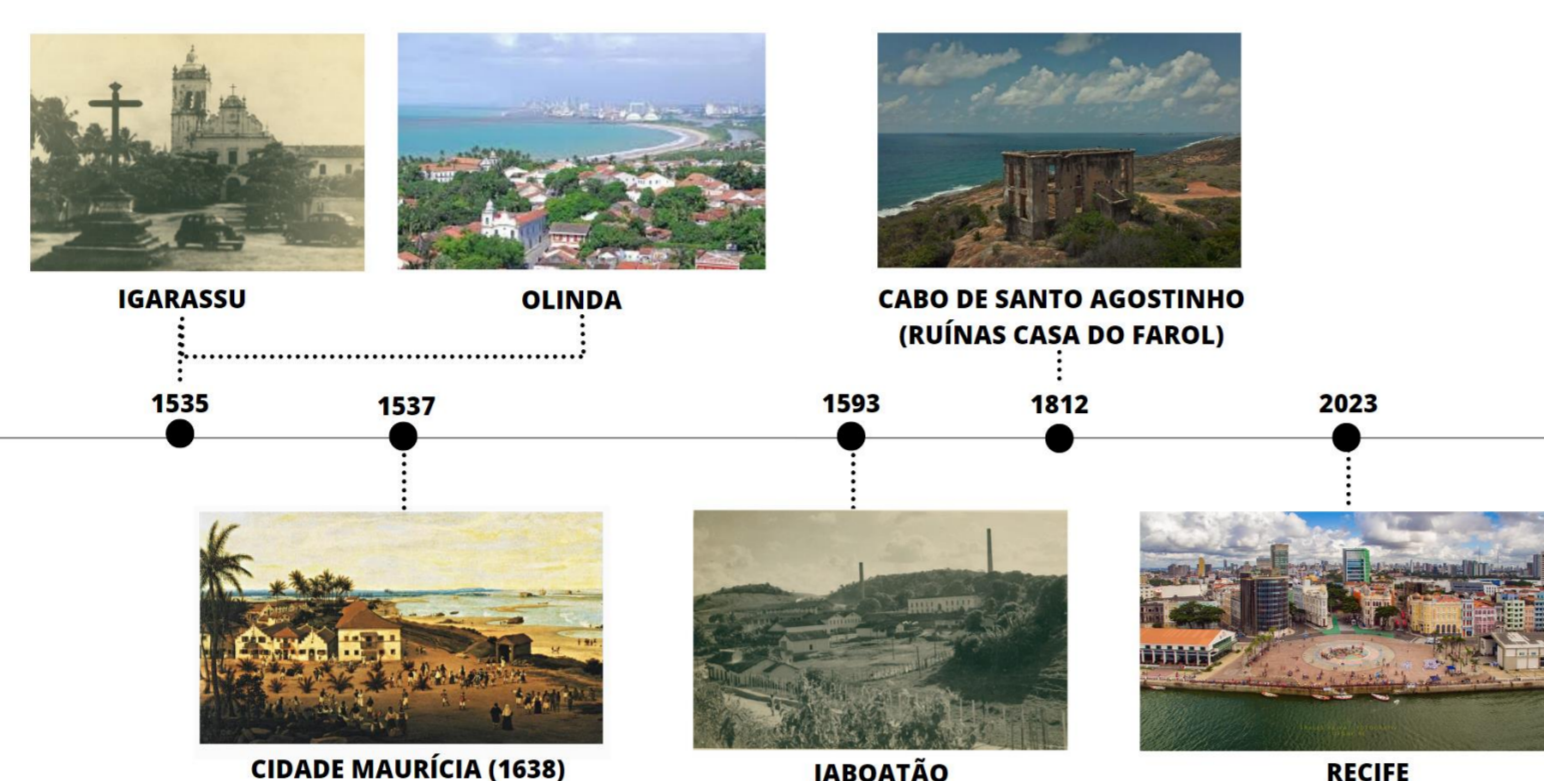 IGARASSU
OLINDA
CABO DE SANTO AGOSTINHO
(RUÍNAS CASA DO FAROL)
1535
1537
1593
1812
2023
CIDADE MAURÍCIA (1638)
JABOATÃO
RECIFE